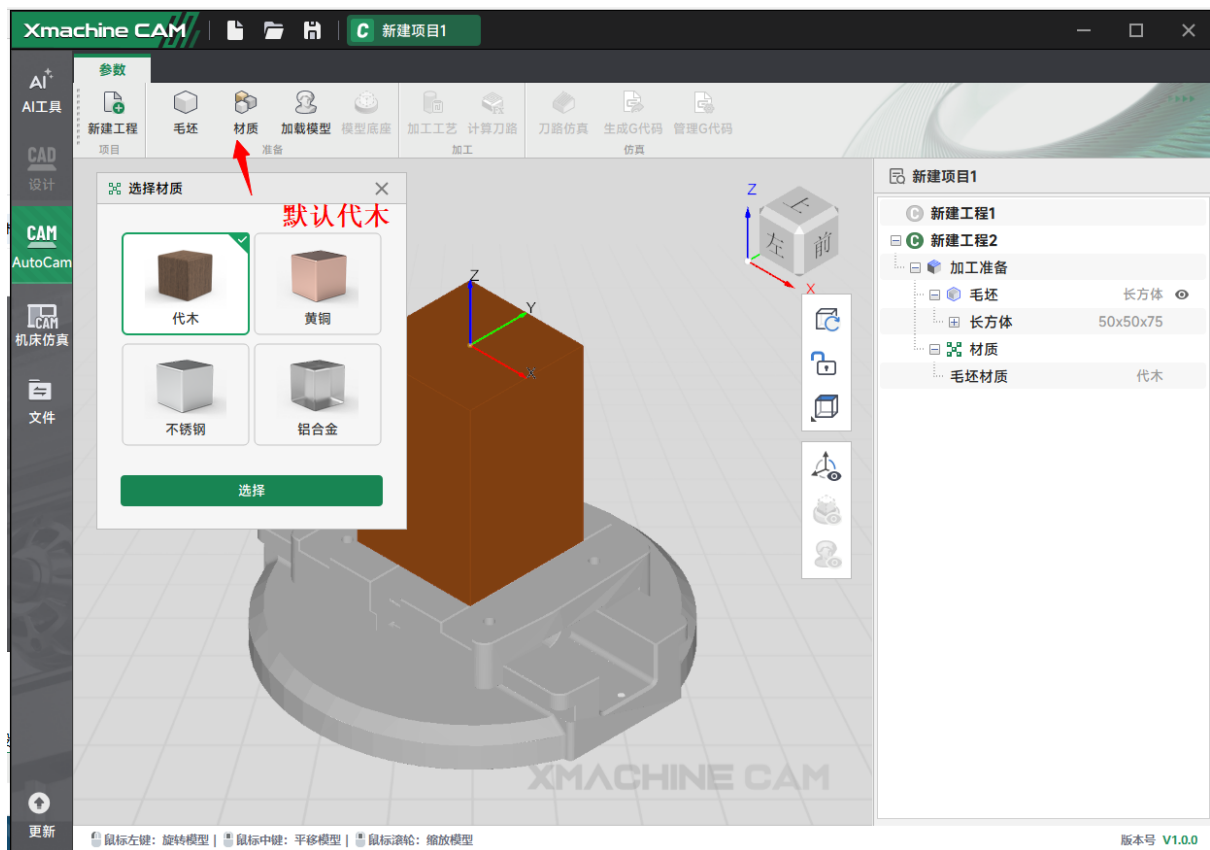 Xmachine CAM
C 新建项目1
AI
AI工具
CAD
设计
CAM
AutoCam
CAM
机床仿真
文件
更新
参数
新建工程 毛坯 材质 加载模型 模型底座 加工工艺 计算刀路 刀路仿真 生成G代码 管理G代码
项目 准备 加工 仿真
选择材质
默认代木
代木 黄铜
不锈钢 铝合金
选择
Z
Y
X
Z
上
左 前
X
XMACHINE CAM
新建项目1
C 新建工程1
C 新建工程2
加工准备
毛坯 长方体
长方体 50x50x75
材质
毛坯材质 代木
鼠标左键：旋转模型 | 鼠标中键：平移模型 | 鼠标滚轮：缩放模型
版本号 V1.0.0